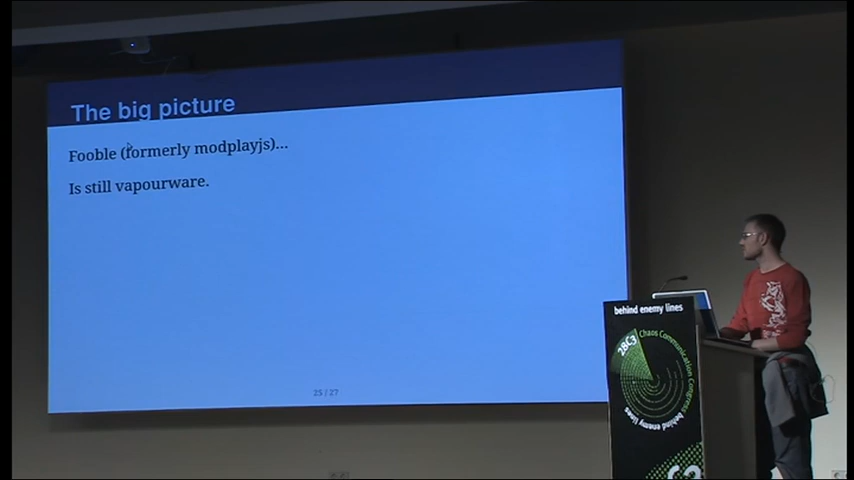 The big picture
Fooble (formerly modplayjs)...
Is still vapourware.
25 / 27
behind enemy lines
28C3
Chaos Communication Congress
behind enemy lines